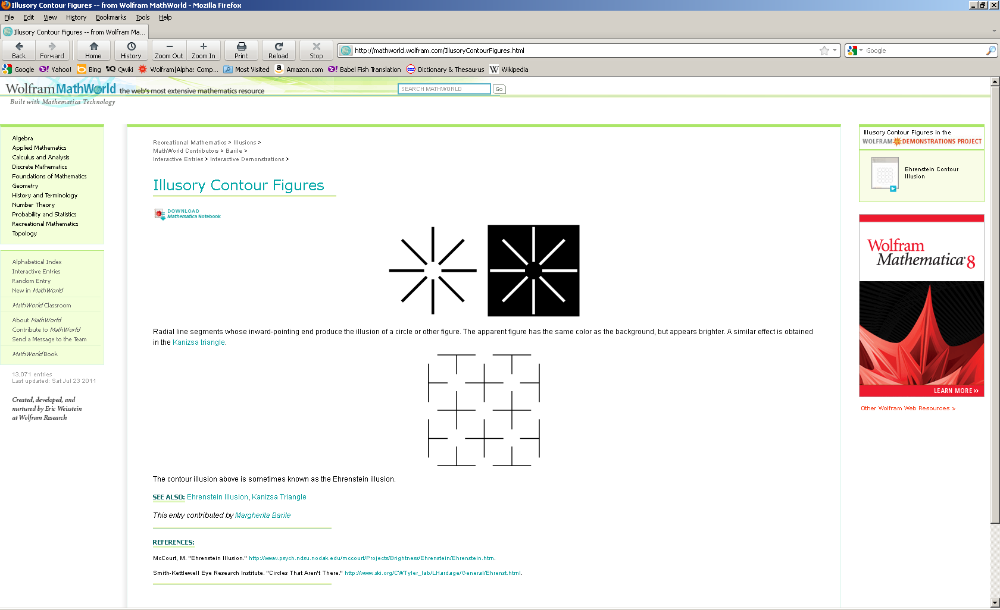 Illusory Contour Figures -- from Wolfram MathWorld - Mozilla Firefox
File Edit View History Bookmarks Tools Help
Illusory Contour Figures -- from Wolfram Ma...
Back Forward Home History Zoom Out Zoom In Print Reload Stop http://mathworld.wolfram.com/IllusoryContourFigures.html Google
Google Yahoo! Bing Qwiki Wolfram|Alpha: Comp... Most Visited Amazon.com Babel Fish Translation Dictionary & Thesaurus Wikipedia
Wolfram MathWorld the web's most extensive mathematics resource SEARCH MATHWORLD Go
Built with Mathematica Technology
Algebra
Applied Mathematics
Calculus and Analysis
Discrete Mathematics
Foundations of Mathematics
Geometry
History and Terminology
Number Theory
Probability and Statistics
Recreational Mathematics
Topology
Alphabetical Index
Interactive Entries
Random Entry
New in MathWorld
MathWorld Classroom
About MathWorld
Contribute to MathWorld
Send a Message to the Team
MathWorld Book
13,071 entries
Last updated: Sat Jul 23 2011
Created, developed, and
nurtured by Eric Weisstein
at Wolfram Research
Recreational Mathematics > Illusions >
MathWorld Contributors > Barile >
Interactive Entries > Interactive Demonstrations >
Illusory Contour Figures
DOWNLOAD
Mathematica Notebook
Radial line segments whose inward-pointing end produce the illusion of a circle or other figure. The apparent figure has the same color as the background, but appears brighter. A similar effect is obtained
in the Kanizsa triangle.
The contour illusion above is sometimes known as the Ehrenstein illusion.
SEE ALSO: Ehrenstein Illusion, Kanizsa Triangle
This entry contributed by Margherita Barile
REFERENCES:
McCourt, M. "Ehrenstein Illusion." http://www.psych.ndsu.nodak.edu/mccourt/Projects/Brightness/Ehrenstein/Ehrenstein.htm.
Smith-Kettlewell Eye Research Institute. "Circles That Aren't There." http://www.ski.org/CWTyler_lab/LHardage/General/Ehrenst.html.
Illusory Contour Figures in the
WOLFRAM DEMONSTRATIONS PROJECT
Ehrenstein Contour
Illusion
Wolfram
Mathematica 8
LEARN MORE >>
Other Wolfram Web Resources »